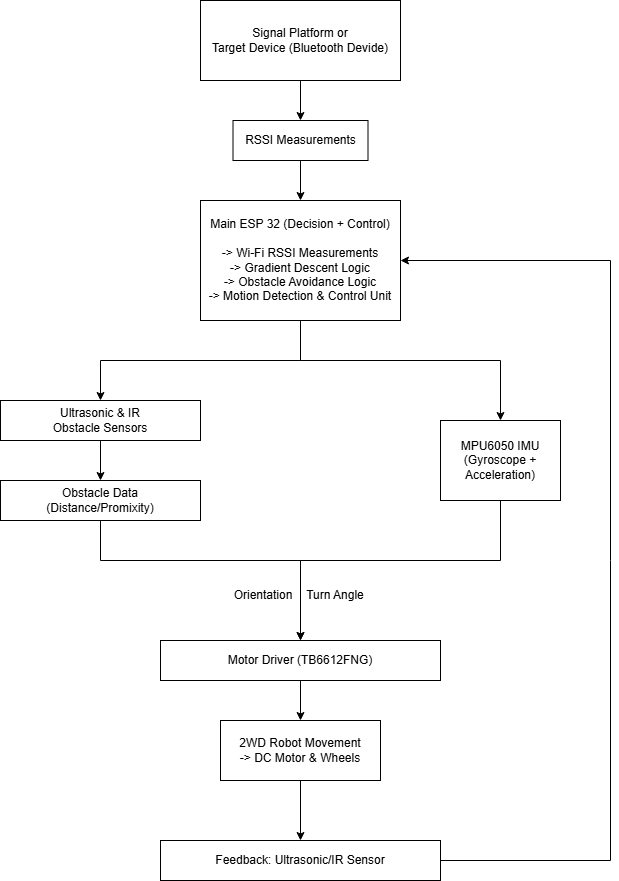 Signal Platform or
Target Device (Bluetooth Devide)
RSSI Measurements
Main ESP 32 (Decision + Control)
-> Wi-Fi RSSI Measurements
-> Gradient Descent Logic
-> Obstacle Avoidance Logic
-> Motion Detection & Control Unit
Ultrasonic & IR
Obstacle Sensors
MPU6050 IMU
(Gyroscope +
Acceleration)
Obstacle Data
(Distance/Promixity)
Orientation
Turn Angle
Motor Driver (TB6612FNG)
2WD Robot Movement
-> DC Motor & Wheels
Feedback: Ultrasonic/IR Sensor